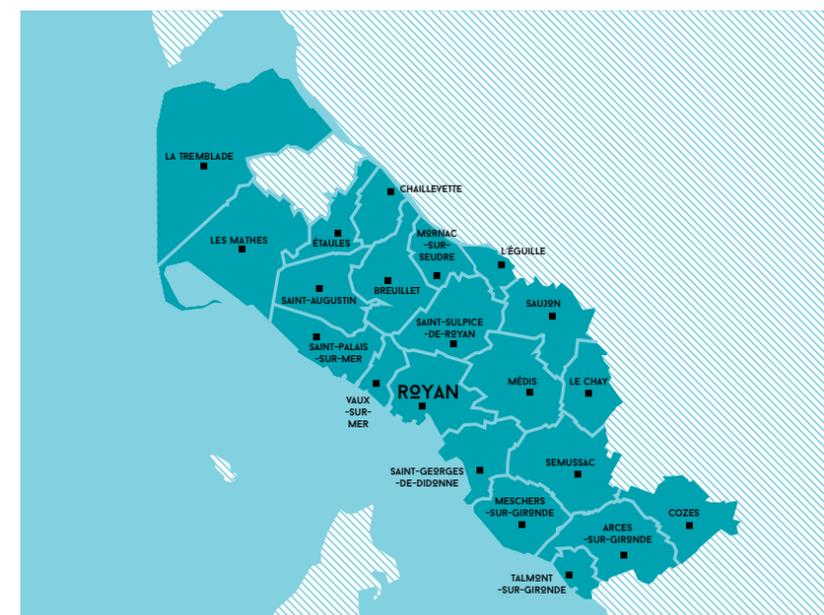 LA TREMBLADE
CHAILLEVETTE
LES MATHES
ÉTAULES
MORNAC
-SUR-
SEUDRE
L'ÉGUILLE
SAINT-AUGUSTIN
BREUILLET
SAUJON
SAINT-SULPICE
-DE-ROYAN
SAINT-PALAIS
-SUR-MER
VAUX
-SUR-
MER
ROYAN
MÉDIS
LE CHAY
SAINT-GEORGES
-DE-DIDONNE
SEMUSSAC
MESCHERS
-SUR-GIRONDE
ARCES
-SUR-GIRONDE
COZES
TALMONT
-SUR-GIRONDE